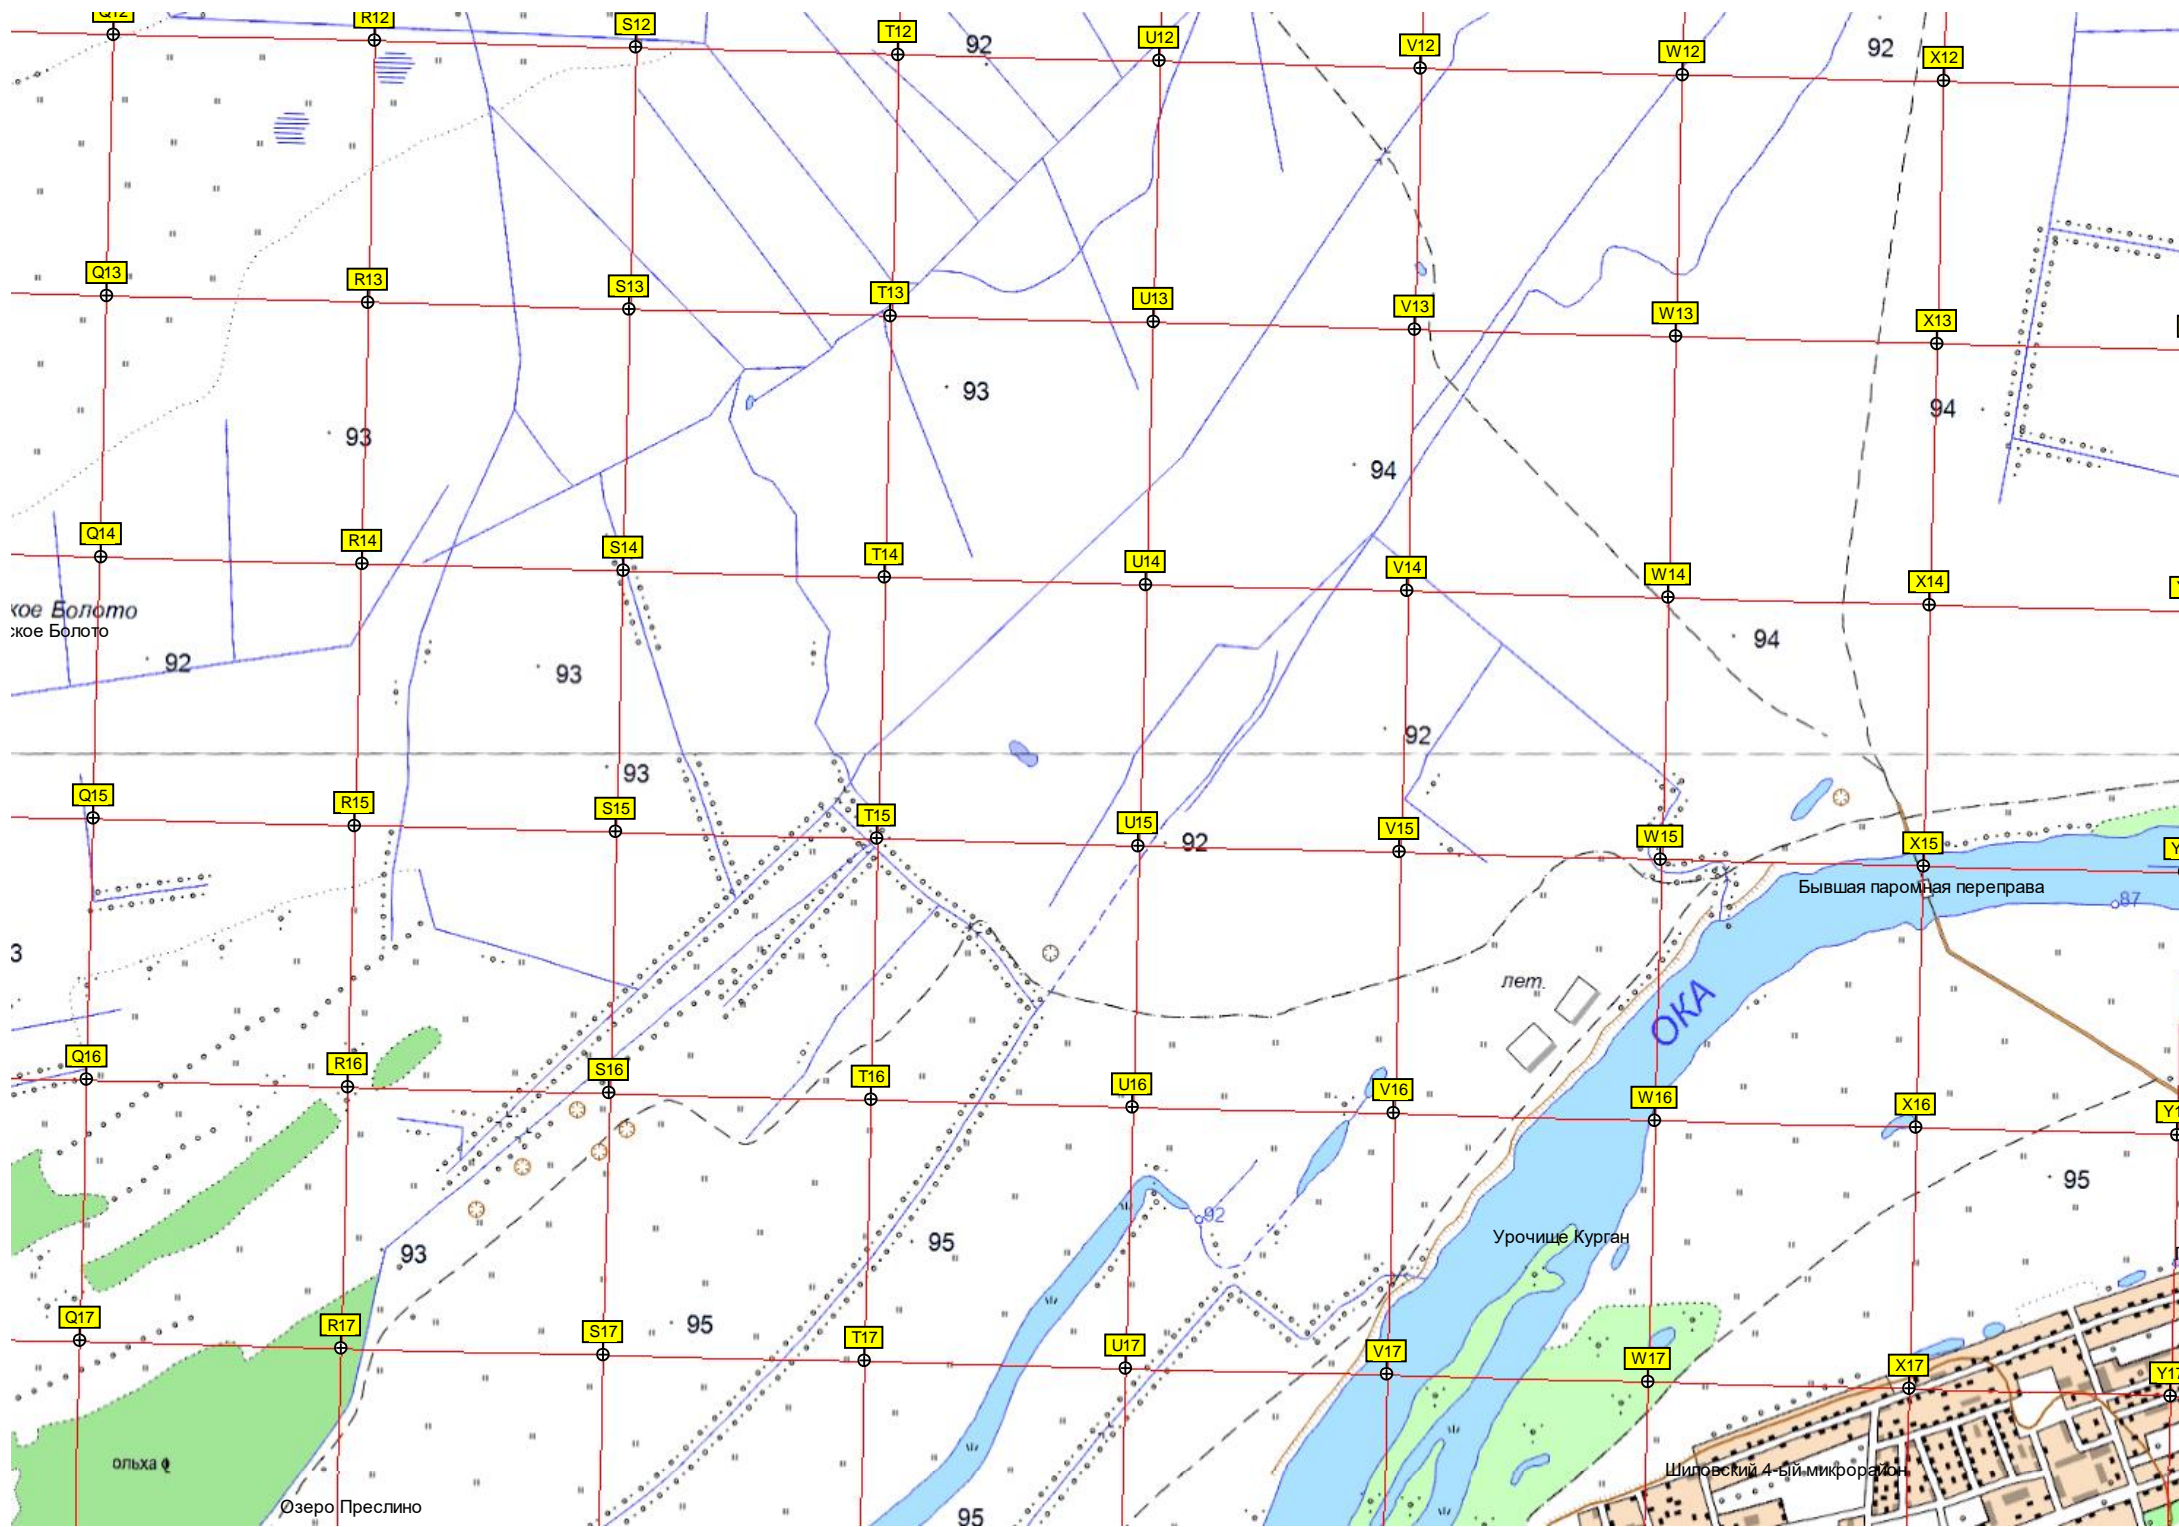 Q12
R12
S12
T12
92
U12
V12
W12
92
X12
Q13
R13
S13
T13
U13
V13
W13
X13
93
93
94
94
Q14
R14
S14
T14
U14
V14
W14
X14
кое Болото
ское Болото
92
93
94
92
93
Q15
R15
S15
T15
U15
92
V15
W15
X15
Бывшая паромная переправа
87
3
лет.
ОКА
Q16
R16
S16
T16
U16
V16
W16
X16
Y1
95
92
Урочище Курган
93
95
95
Q17
R17
S17
T17
U17
V17
W17
X17
Y17
ольха
Шиловский 4-ый микрорайон
Озеро Преслино
95